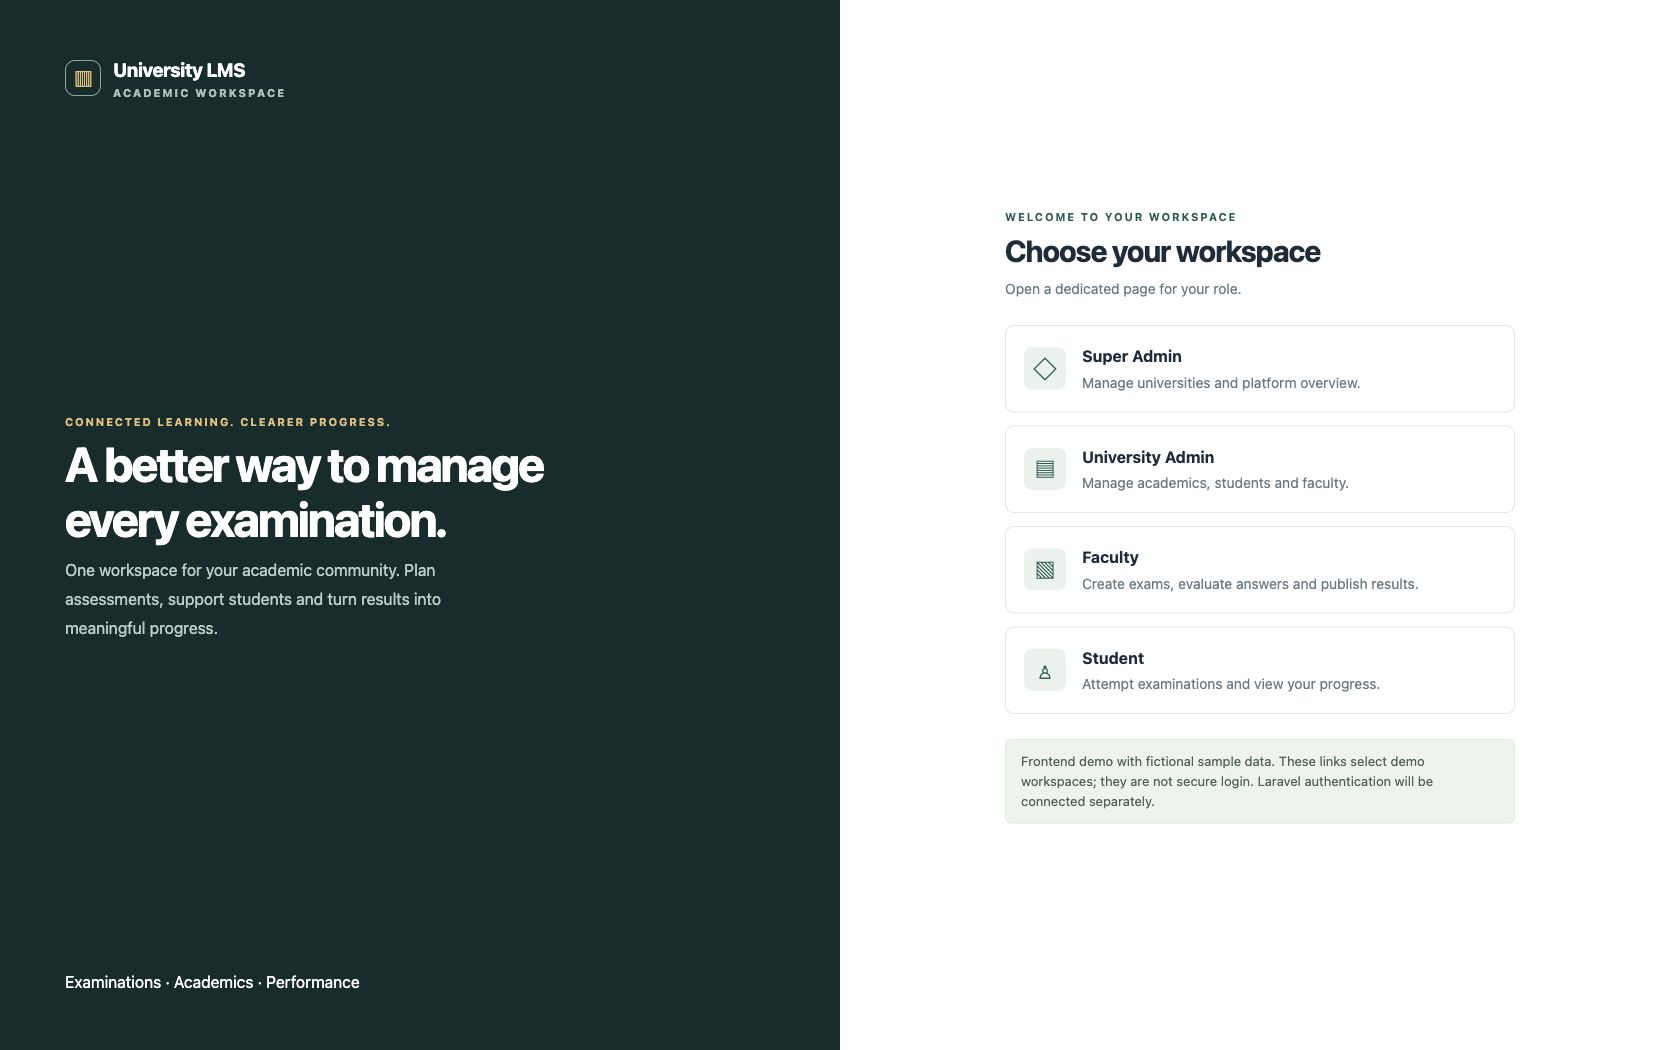 University LMS
ACADEMIC WORKSPACE
CONNECTED LEARNING. CLEARER PROGRESS.
A better way to manage
every examination.
One workspace for your academic community. Plan
assessments, support students and turn results into
meaningful progress.
Examinations · Academics · Performance
WELCOME TO YOUR WORKSPACE
Choose your workspace
Open a dedicated page for your role.
Super Admin
Manage universities and platform overview.
University Admin
Manage academics, students and faculty.
Faculty
Create exams, evaluate answers and publish results.
Student
Attempt examinations and view your progress.
Frontend demo with fictional sample data. These links select demo
workspaces; they are not secure login. Laravel authentication will be
connected separately.